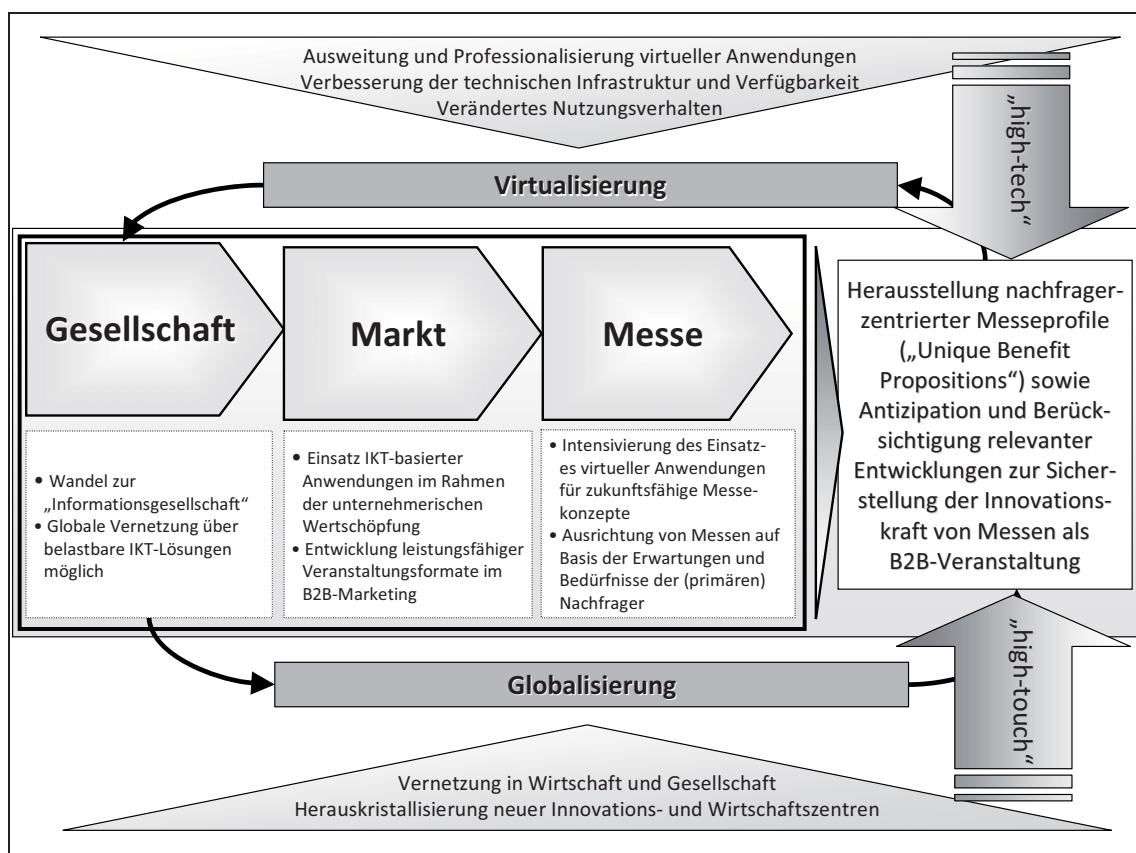 Ausweitung und Professionalisierung virtueller Anwendungen
Verbesserung der technischen Infrastruktur und Verfügbarkeit
Verändertes Nutzungsverhalten
„high-tech“
Virtualisierung
Gesellschaft
Markt
Messe
• Wandel zur
„Informationsgesellschaft“
• Globale Vernetzung über
belastbare IKT-Lösungen
möglich
• Einsatz IKT-basierter
Anwendungen im Rahmen
der unternehmerischen
Wertschöpfung
• Entwicklung leistungsfähiger
Veranstaltungsformate im
B2B-Marketing
• Intensivierung des Einsatz-
es virtueller Anwendungen
für zukunftsfähige Messe-
konzepte
• Ausrichtung von Messen auf
Basis der Erwartungen und
Bedürfnisse der (primären)
Nachfrager
Herausstellung nachfrager-
zentrierter Messeprofile
(„Unique Benefit
Propositions“) sowie
Antizipation und Berück-
sichtigung relevanter
Entwicklungen zur Sicher-
stellung der Innovations-
kraft von Messen als
B2B-Veranstaltung
Globalisierung
„high-touch“
Vernetzung in Wirtschaft und Gesellschaft
Herauskristallisierung neuer Innovations- und Wirtschaftszentren